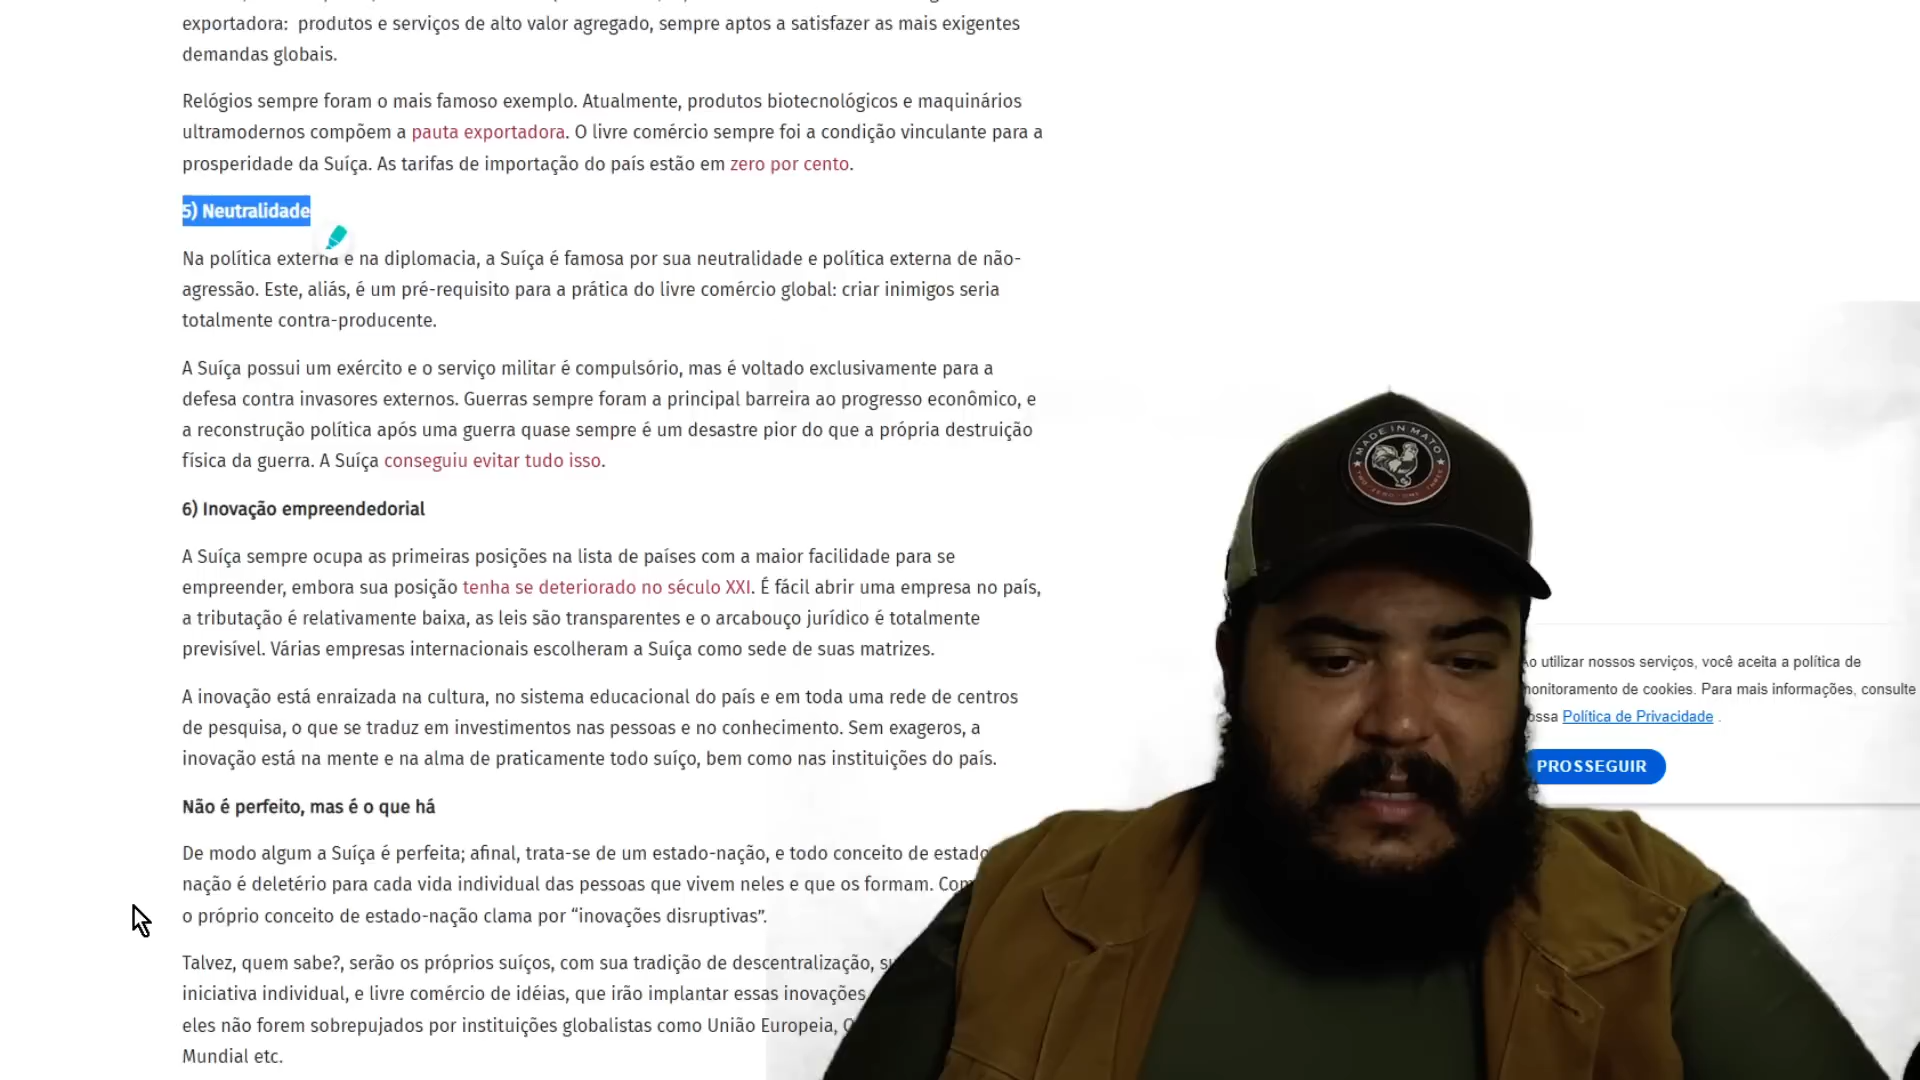 exportadora: produtos e serviços de alto valor agregado, sempre aptos a satisfazer as mais exigentes
demandas globais.
Relógios sempre foram o mais famoso exemplo. Atualmente, produtos biotecnológicos e maquinários
ultramodernos compõem a pauta exportadora. O livre comércio sempre foi a condição vinculante para a
prosperidade da Suíça. As tarifas de importação do país estão em zero por cento.
5) Neutralidade
Na política externa e na diplomacia, a Suíça é famosa por sua neutralidade e política externa de não-
agressão. Este, aliás, é um pré-requisito para a prática do livre comércio global: criar inimigos seria
totalmente contra-producente.
A Suíça possui um exército e o serviço militar é compulsório, mas é voltado exclusivamente para a
defesa contra invasores externos. Guerras sempre foram a principal barreira ao progresso econômico, e
a reconstrução política após uma guerra quase sempre é um desastre pior do que a própria destruição
física da guerra. A Suíça conseguiu evitar tudo isso.
6) Inovação empreendedorial
A Suíça sempre ocupa as primeiras posições na lista de países com a maior facilidade para se
empreender, embora sua posição tenha se deteriorado no século XXI. É fácil abrir uma empresa no país,
a tributação é relativamente baixa, as leis são transparentes e o arcabouço jurídico é totalmente
previsível. Várias empresas internacionais escolheram a Suíça como sede de suas matrizes.
A inovação está enraizada na cultura, no sistema educacional do país e em toda uma rede de centros
de pesquisa, o que se traduz em investimentos nas pessoas e no conhecimento. Sem exageros, a
inovação está na mente e na alma de praticamente todo suíço, bem como nas instituições do país.
Não é perfeito, mas é o que há
De modo algum a Suíça é perfeita; afinal, trata-se de um estado-nação, e todo conceito de estado
nação é deletério para cada vida individual das pessoas que vivem neles e que os formam.
o próprio conceito de estado-nação clama por “inovações disruptivas”.
Talvez, quem sabe?, serão os próprios suíços, com sua tradição de descentralização,
iniciativa individual, e livre comércio de idéias, que irão implantar essas inovações
eles não forem sobrepujados por instituições globalistas como União Europeia,
Mundial etc.
MADE IN MATO
TWO · ZERO · ONE · THREE
utilizar nossos serviços, você aceita a política de
monitoramento de cookies. Para mais informações, consulte
Política de Privacidade .
PROSSEGUIR